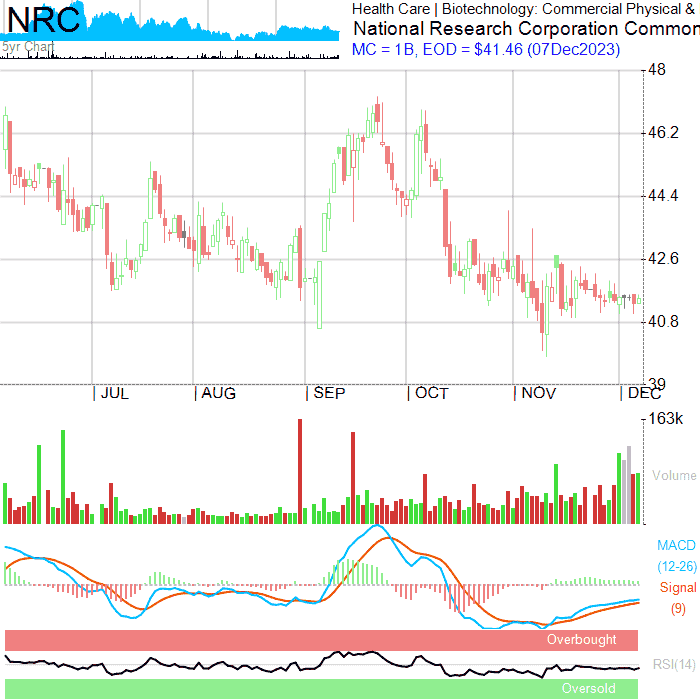 NRC
5yr Chart
Health Care | Biotechnology: Commercial Physical &
National Research Corporation Common
MC = 1B, EOD = $41.46 (07Dec2023)
48
46.2
44.4
42.6
40.8
39
JUL
AUG
SEP
OCT
NOV
DEC
163k
Volume
MACD
(12-26)
Signal
(9)
Overbought
RSI(14)
Oversold